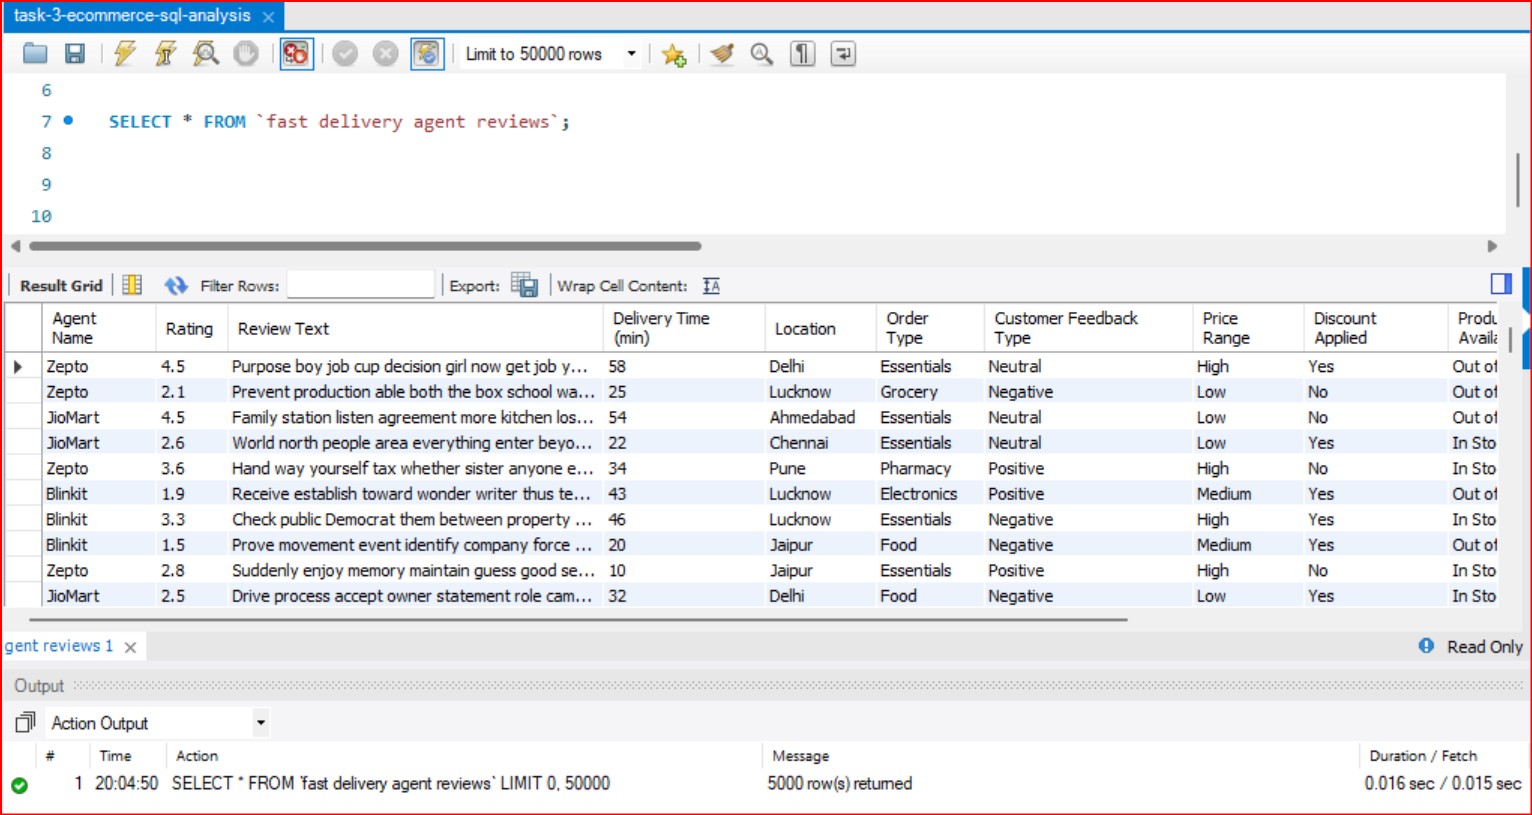 task-3-ecommerce-sql-analysis
Limit to 50000 rows
6
7 SELECT * FROM `fast delivery agent reviews`;
8
9
10
Result Grid Filter Rows: Export: Wrap Cell Content: IA
Agent Name Rating Review Text Delivery Time (min) Location Order Type Customer Feedback Type Price Range Discount Applied Produ Availa
Zepto 4.5 Purpose boy job cup decision girl now get job y... 58 Delhi Essentials Neutral High Yes Out of
Zepto 2.1 Prevent production able both the box school wa... 25 Lucknow Grocery Negative Low No Out of
JioMart 4.5 Family station listen agreement more kitchen los... 54 Ahmedabad Essentials Neutral Low No Out of
JioMart 2.6 World north people area everything enter beyo... 22 Chennai Essentials Neutral Low Yes In Sto
Zepto 3.6 Hand way yourself tax whether sister anyone e... 34 Pune Pharmacy Positive High No In Sto
Blinkit 1.9 Receive establish toward wonder writer thus te... 43 Lucknow Electronics Positive Medium Yes Out of
Blinkit 3.3 Check public Democrat them between property ... 46 Lucknow Essentials Negative High Yes In Sto
Blinkit 1.5 Prove movement event identify company force ... 20 Jaipur Food Negative Medium Yes Out of
Zepto 2.8 Suddenly enjoy memory maintain guess good se... 10 Jaipur Essentials Positive High No In Sto
JioMart 2.5 Drive process accept owner statement role cam... 32 Delhi Food Negative Low Yes In Sto
gent reviews 1 Read Only
Output
Action Output
# Time Action Message Duration / Fetch
1 20:04:50 SELECT * FROM `fast delivery agent reviews` LIMIT 0, 50000 5000 row(s) returned 0.016 sec / 0.015 sec